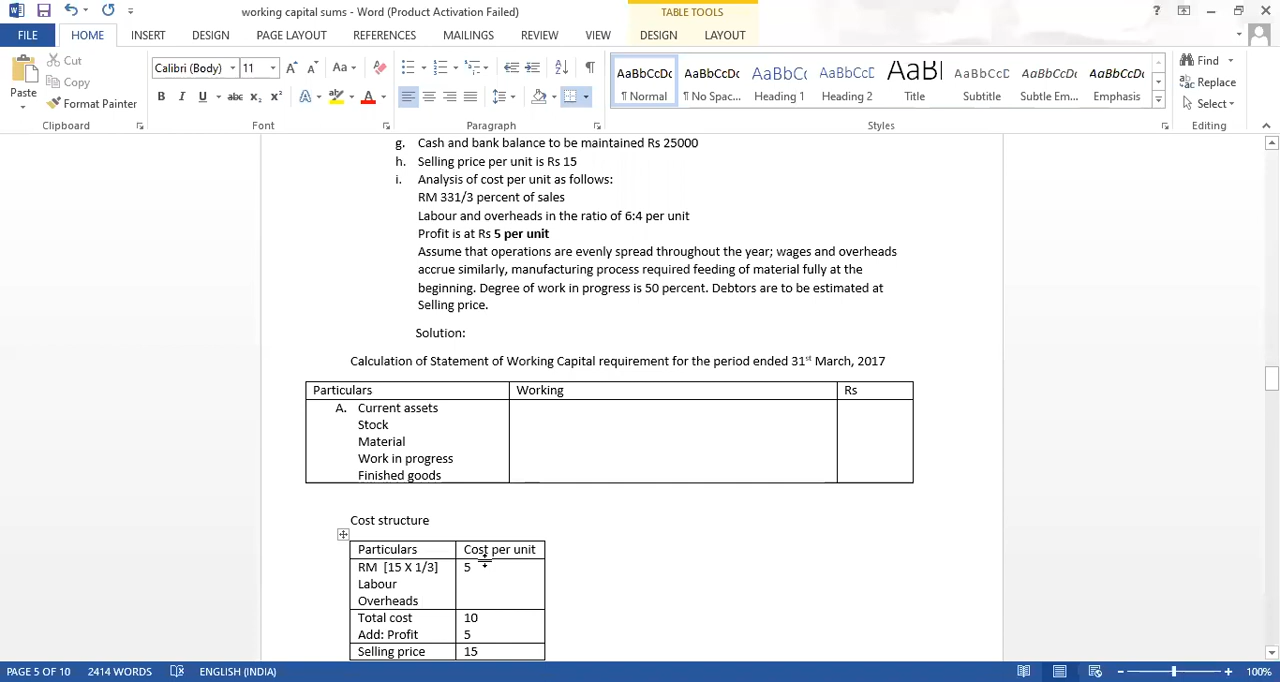 working capital sums - Word (Product Activation Failed)
TABLE TOOLS
FILE HOME INSERT DESIGN PAGE LAYOUT REFERENCES MAILINGS REVIEW VIEW DESIGN LAYOUT
Paste
Cut
Copy
Format Painter
Calibri (Body) 11
AaBbCcDc ¶ Normal
AaBbCcDc ¶ No Spac...
AaBbCc Heading 1
AaBbCcD Heading 2
AaBl Title
AaBbCcD Subtitle
AaBbCcDc Subtle Em...
AaBbCcDc Emphasis
Find
Replace
Select
Clipboard Font Paragraph Styles Editing
g. Cash and bank balance to be maintained Rs 25000
h. Selling price per unit is Rs 15
i. Analysis of cost per unit as follows:
RM 331/3 percent of sales
Labour and overheads in the ratio of 6:4 per unit
Profit is at Rs 5 per unit
Assume that operations are evenly spread throughout the year; wages and overheads
accrue similarly, manufacturing process required feeding of material fully at the
beginning. Degree of work in progress is 50 percent. Debtors are to be estimated at
Selling price.
Solution:
Calculation of Statement of Working Capital requirement for the period ended 31st March, 2017
Particulars Working Rs
A. Current assets
Stock
Material
Work in progress
Finished goods
Cost structure
Particulars Cost per unit
RM [15 X 1/3] 5
Labour
Overheads
Total cost 10
Add: Profit 5
Selling price 15
PAGE 5 OF 10 2414 WORDS ENGLISH (INDIA) 100%